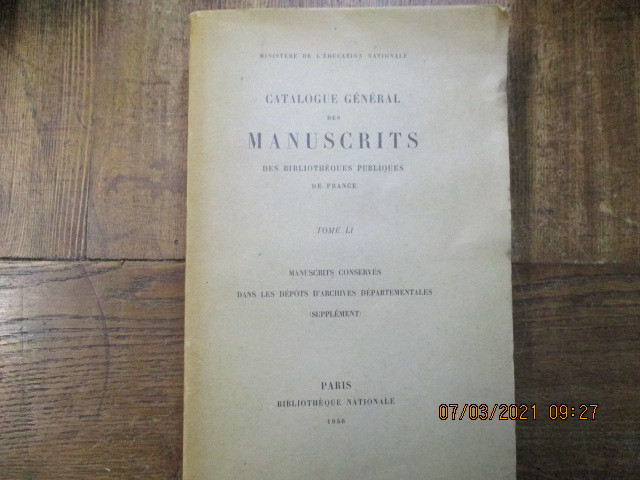 MINISTÈRE DE L'ÉDUCATION NATIONALE
CATALOGUE GÉNÉRAL
DES
MANUSCRITS
DES BIBLIOTHÈQUES PUBLIQUES
DE FRANCE
TOME LI
MANUSCRITS CONSERVÉS
DANS LES DÉPÔTS D'ARCHIVES DÉPARTEMENTALES
(SUPPLÉMENT)
PARIS
BIBLIOTHÈQUE NATIONALE
1956
07/03/2021 09:27